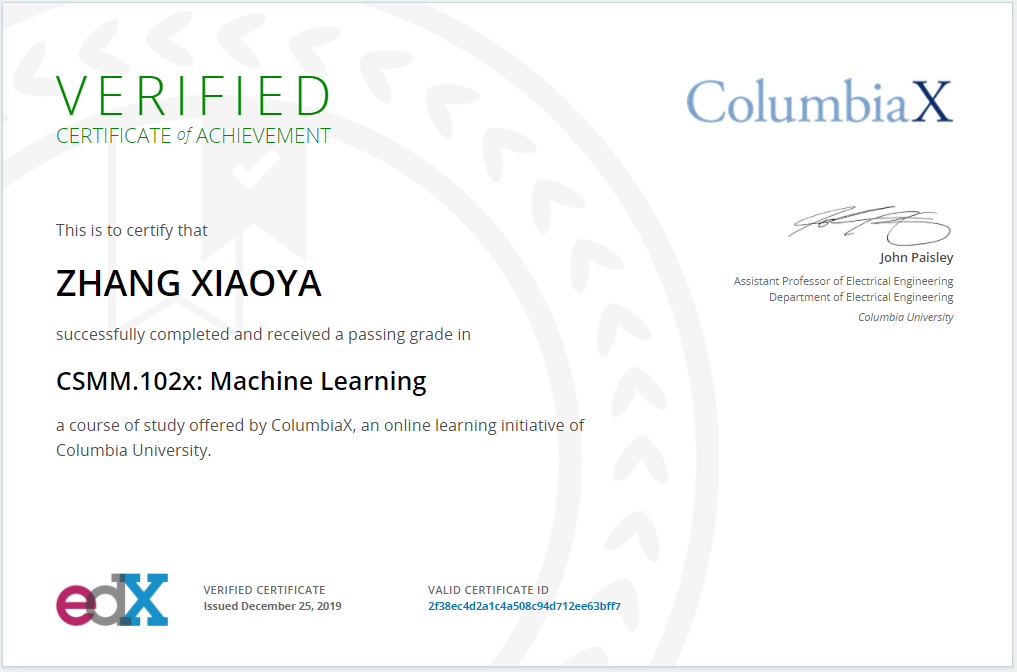 VERIFIED
CERTIFICATE of ACHIEVEMENT
ColumbiaX
This is to certify that
ZHANG XIAOYA
successfully completed and received a passing grade in
CSMM.102x: Machine Learning
a course of study offered by ColumbiaX, an online learning initiative of
Columbia University.
John Paisley
Assistant Professor of Electrical Engineering
Department of Electrical Engineering
Columbia University
edX
VERIFIED CERTIFICATE
Issued December 25, 2019
VALID CERTIFICATE ID
2f38ec4d2a1c4a508c94d712ee63bff7